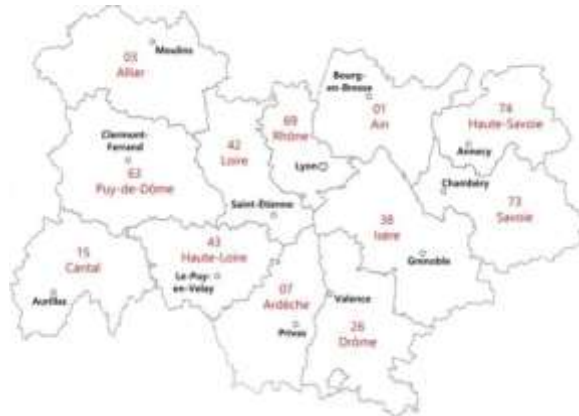 03
Allier
Moulins
Bourg-
en-Bresse
01
Ain
74
Haute-Savoie
Annecy
69
Rhône
Lyon
42
Loire
Saint-Étienne
Clermont-
Ferrand
63
Puy-de-Dôme
Chambéry
73
Savoie
38
Isère
Grenoble
15
Cantal
Aurillac
43
Haute-Loire
Le-Puy-
en-Velay
07
Ardèche
Privas
Valence
26
Drôme